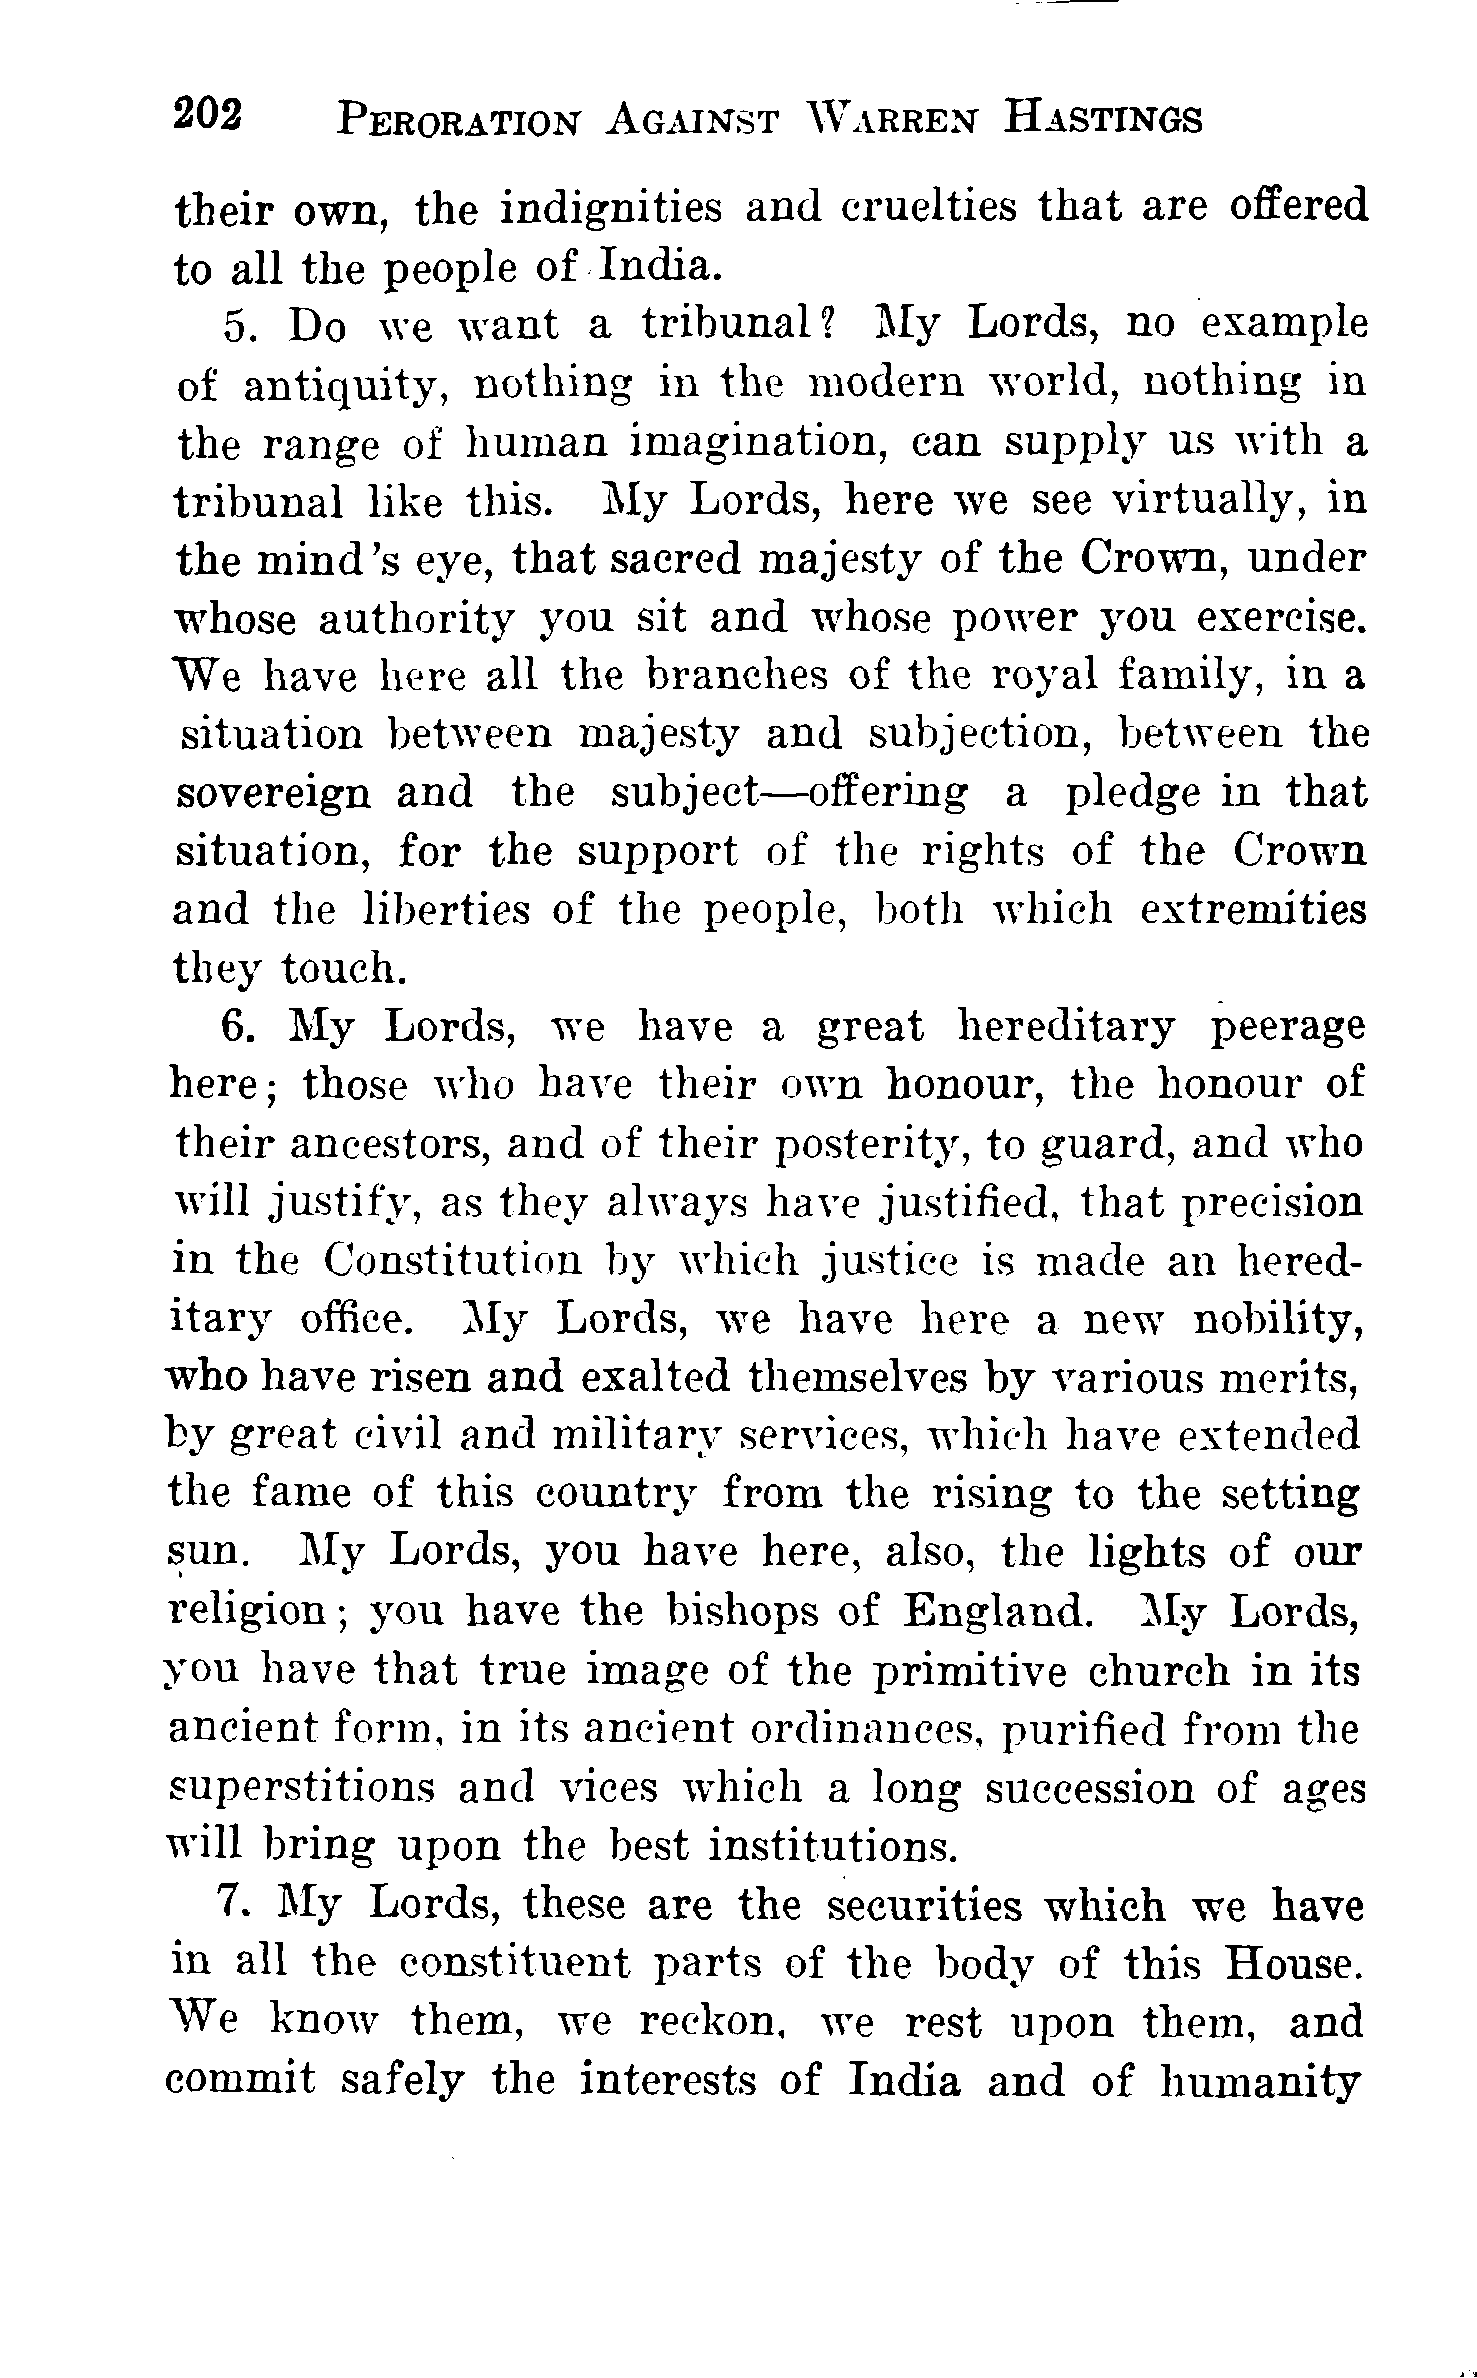 202 PERORATION AGAINST WARREN HASTINGS
their own, the indignities and cruelties that are offered
to all the people of India.
5. Do we want a tribunal? My Lords, no example
of antiquity, nothing in the modern world, nothing in
the range of human imagination, can supply us with a
tribunal like this. My Lords, here we see virtually, in
the mind's eye, that sacred majesty of the Crown, under
whose authority you sit and whose power you exercise.
We have here all the branches of the royal family, in a
situation between majesty and subjection, between the
sovereign and the subject—offering a pledge in that
situation, for the support of the rights of the Crown
and the liberties of the people, both which extremities
they touch.
6. My Lords, we have a great hereditary peerage
here; those who have their own honour, the honour of
their ancestors, and of their posterity, to guard, and who
will justify, as they always have justified, that precision
in the Constitution by which justice is made an hered-
itary office. My Lords, we have here a new nobility,
who have risen and exalted themselves by various merits,
by great civil and military services, which have extended
the fame of this country from the rising to the setting
sun. My Lords, you have here, also, the lights of our
religion; you have the bishops of England. My Lords,
you have that true image of the primitive church in its
ancient form, in its ancient ordinances, purified from the
superstitions and vices which a long succession of ages
will bring upon the best institutions.
7. My Lords, these are the securities which we have
in all the constituent parts of the body of this House.
We know them, we reckon, we rest upon them, and
commit safely the interests of India and of humanity